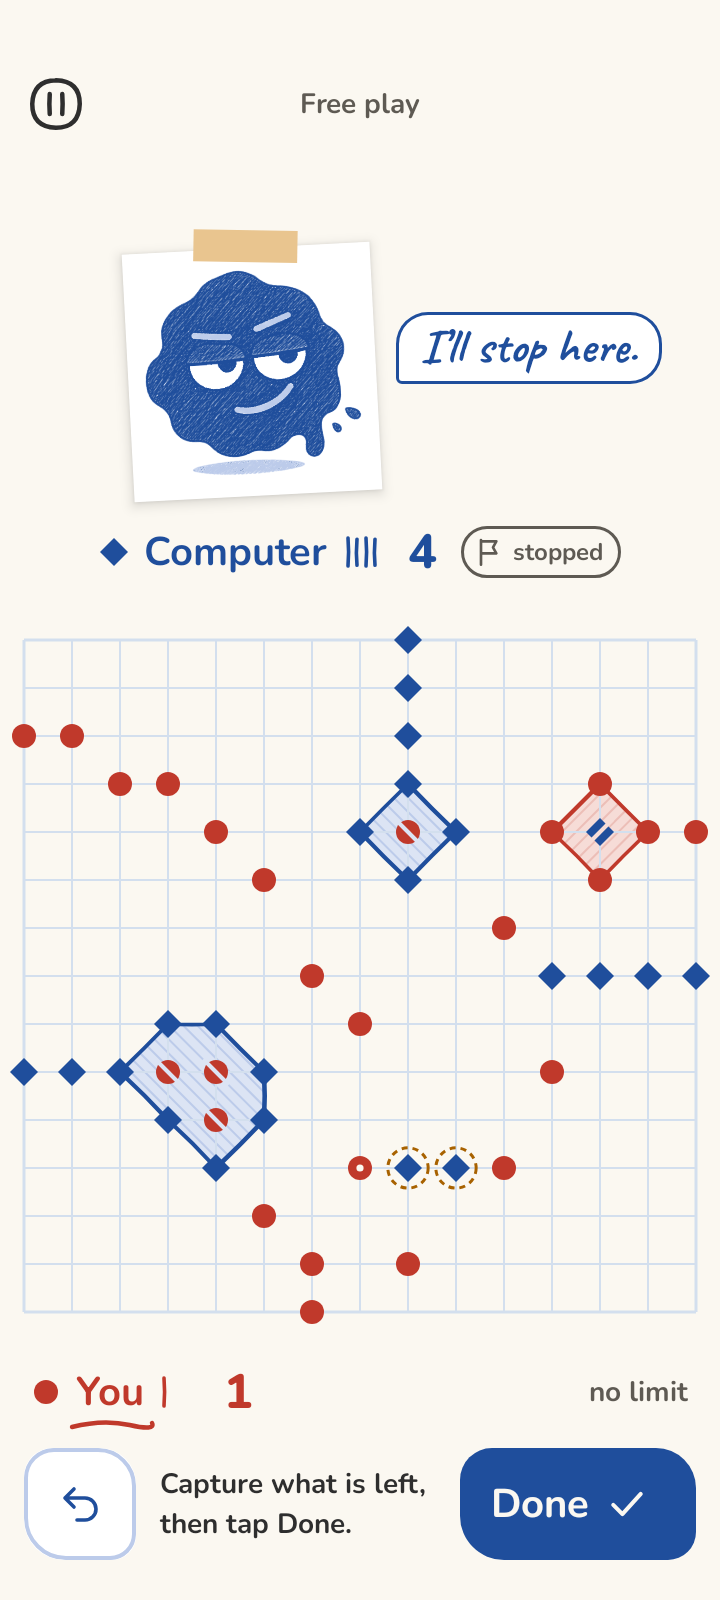 Free play
I'll stop here.
Computer 4 stopped
You 1 no limit
Capture what is left,
then tap Done.
Done